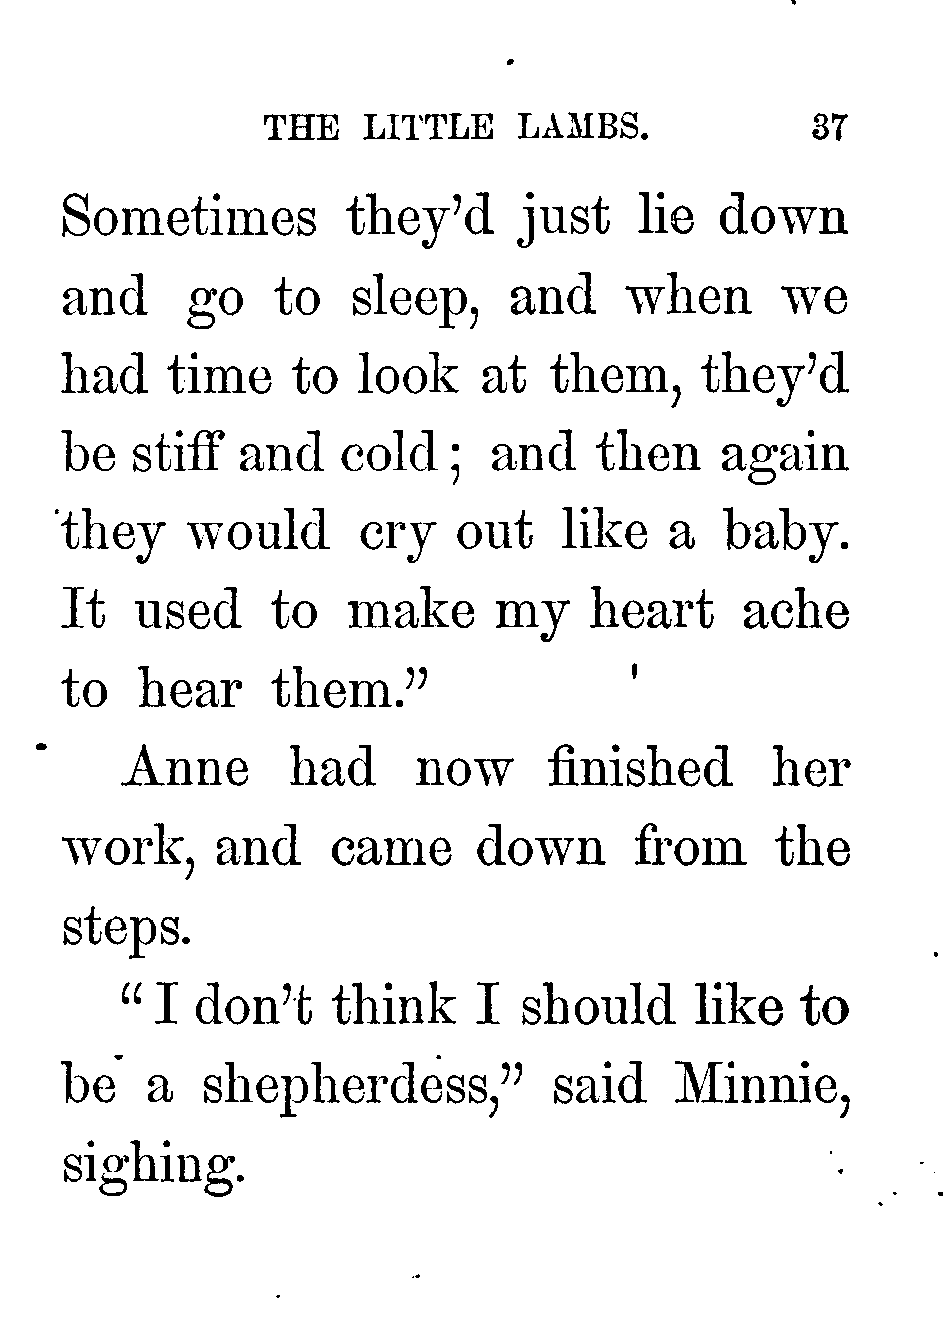 THE LITTLE LAMBS. 37
Sometimes they’d just lie down
and go to sleep, and when we
had time to look at them, they’d
be stiff and cold; and then again
they would cry out like a baby.
It used to make my heart ache
to hear them.”
Anne had now finished her
work, and came down from the
steps.
“I don’t think I should like to
be a shepherdess,” said Minnie,
sighing.